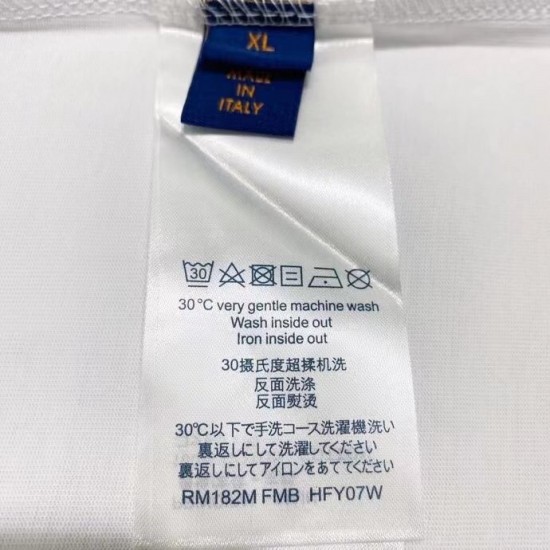 XL
MADE
IN
ITALY
30
30°C very gentle machine wash
Wash inside out
Iron inside out
30摄氏度超揉机洗
反面洗涤
反面熨烫
30℃以下で手洗コース洗濯機洗い
裏返しにして洗濯してください
裏返しにしてアイロンをあててください
RM182M FMB HFY07W